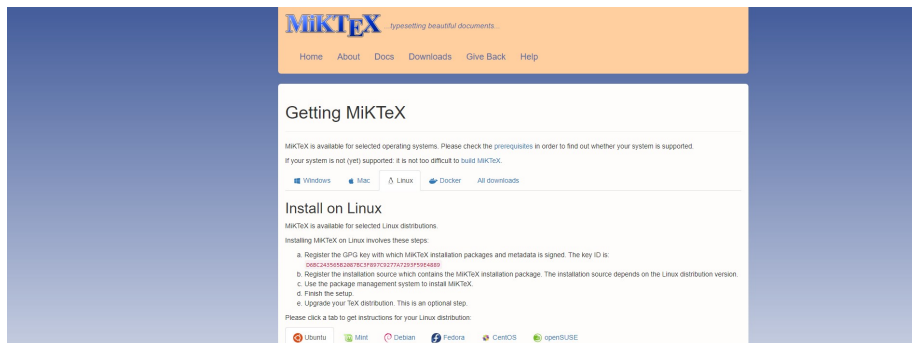 MiKTeX ...typesetting beautiful documents...
Home About Docs Downloads Give Back Help
Getting MiKTeX
MiKTeX is available for selected operating systems. Please check the prerequisites in order to find out whether your system is supported.
If your system is not (yet) supported: it is not too difficult to build MiKTeX.
Windows Mac Linux Docker All downloads
Install on Linux
MiKTeX is available for selected Linux distributions.
Installing MiKTeX on Linux involves these steps:
a. Register the GPG key with which MiKTeX installation packages and metadata is signed. The key ID is:
D6BC243565B2087BC3F897C9277A7293F59E4889
b. Register the installation source which contains the MiKTeX installation package. The installation source depends on the Linux distribution version.
c. Use the package management system to install MiKTeX.
d. Finish the setup.
e. Upgrade your TeX distribution. This is an optional step.
Please click a tab to get instructions for your Linux distribution:
Ubuntu Mint Debian Fedora CentOS openSUSE